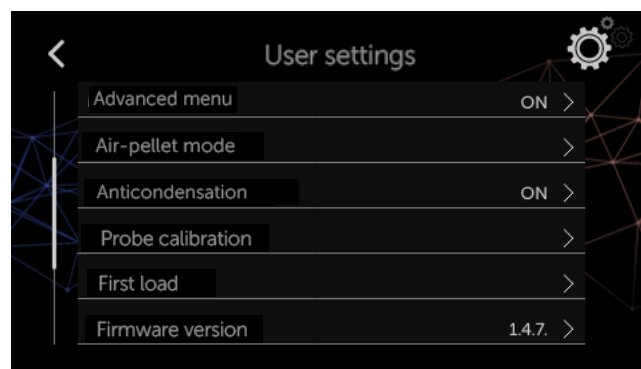 User settings
Advanced menu ON
Air-pellet mode
Anticondensation ON
Probe calibration
First load
Firmware version 1.4.7.